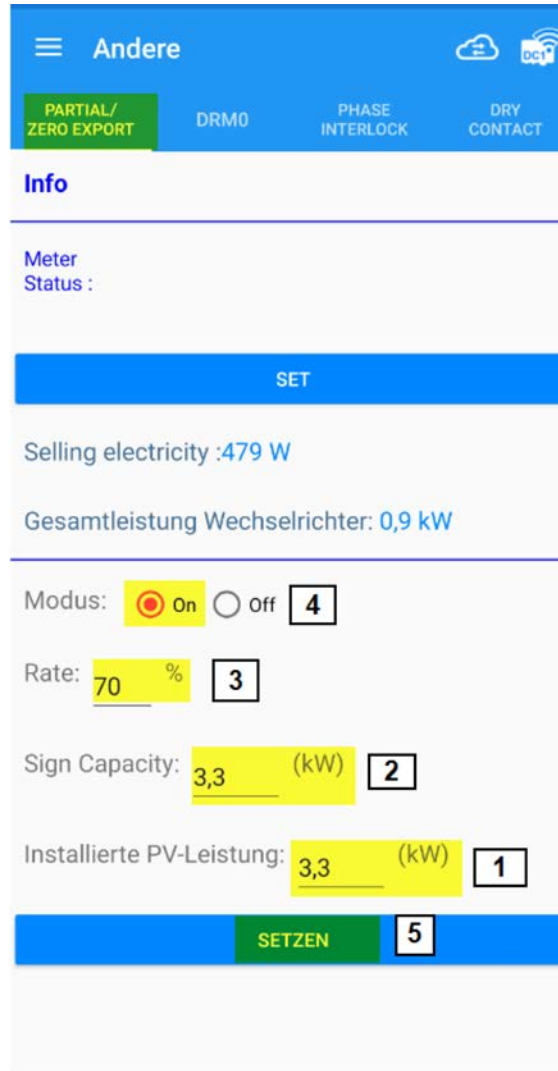 Andere
DC1
PARTIAL/
ZERO EXPORT
DRM0
PHASE
INTERLOCK
DRY
CONTACT
Info
Meter
Status :
SET
Selling electricity :479 W
Gesamtleistung Wechselrichter: 0,9 kW
Modus: On Off 4
Rate: 70 % 3
Sign Capacity: 3,3 (kW) 2
Installierte PV-Leistung: 3,3 (kW) 1
SETZEN 5